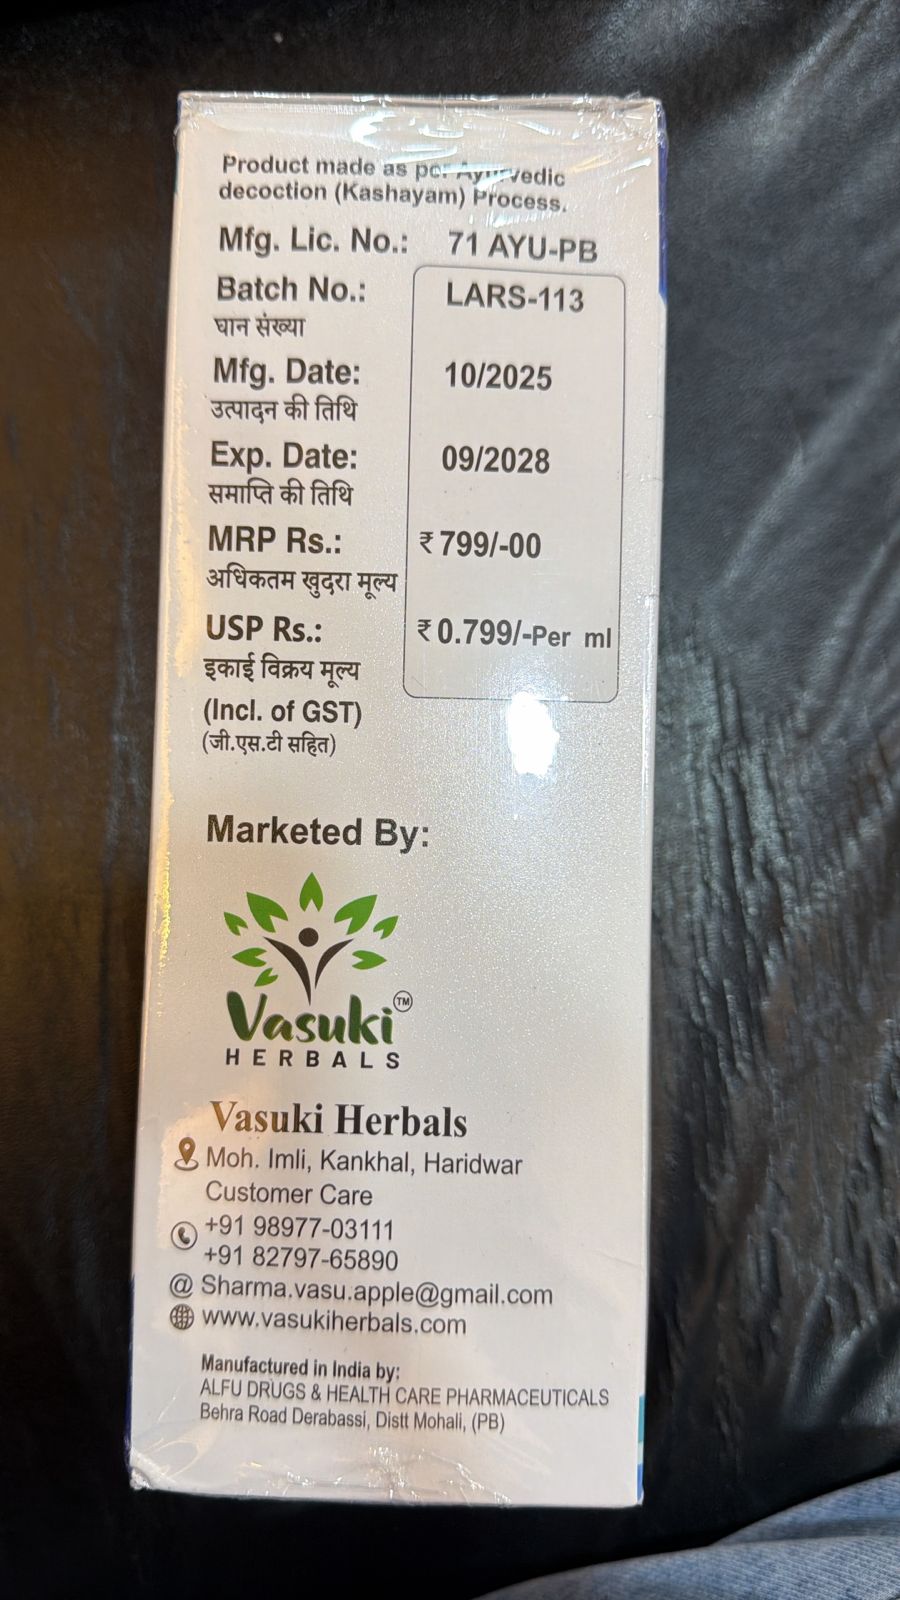 Product made as per Ayurvedic
decoction (Kashayam) Process.
Mfg. Lic. No.: 71 AYU-PB
Batch No.: LARS-113
घान संख्या
Mfg. Date: 10/2025
उत्पादन की तिथि
Exp. Date: 09/2028
समाप्ति की तिथि
MRP Rs.: ₹799/-00
अधिकतम खुदरा मूल्य
USP Rs.: ₹0.799/-Per ml
इकाई विक्रय मूल्य
(Incl. of GST)
(जी.एस.टी सहित)
Marketed By:
Vasuki TM
HERBALS
Vasuki Herbals
Moh. Imli, Kankhal, Haridwar
Customer Care
+91 98977-03111
+91 82797-65890
@ Sharma.vasu.apple@gmail.com
www.vasukiherbals.com
Manufactured in India by:
ALFU DRUGS & HEALTH CARE PHARMACEUTICALS
Behra Road Derabassi, Distt Mohali, (PB)